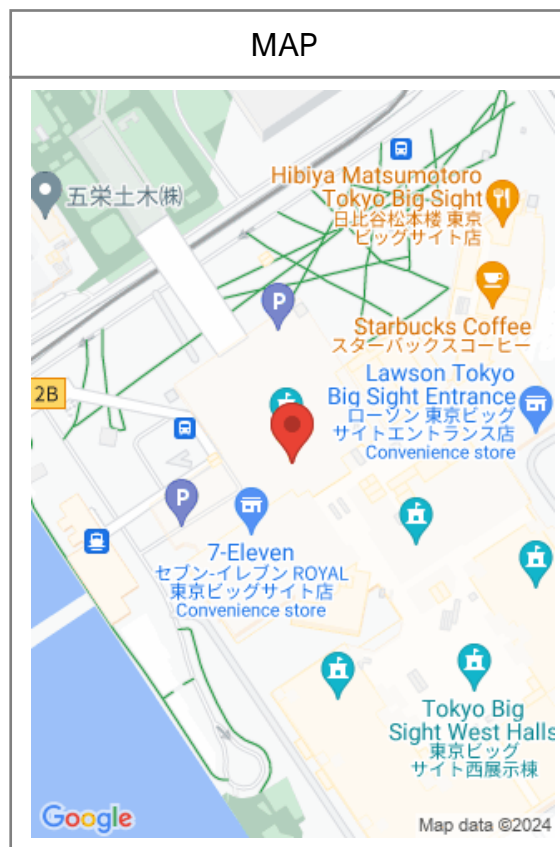 MAP
Hibiya Matsumotoro
Tokyo Big Sight
日比谷松本楼 東京
ビッグサイト店
五栄土木㈱
P
Starbucks Coffee
スターバックスコーヒー
Lawson Tokyo
Big Sight Entrance
ローソン 東京ビッグ
サイトエントランス店
Convenience store
2B
P
7-Eleven
セブン-イレブン ROYAL
東京ビッグサイト店
Convenience store
Tokyo Big
Sight West Halls
東京ビッグ
サイト西展示棟
Google
Map data ©2024